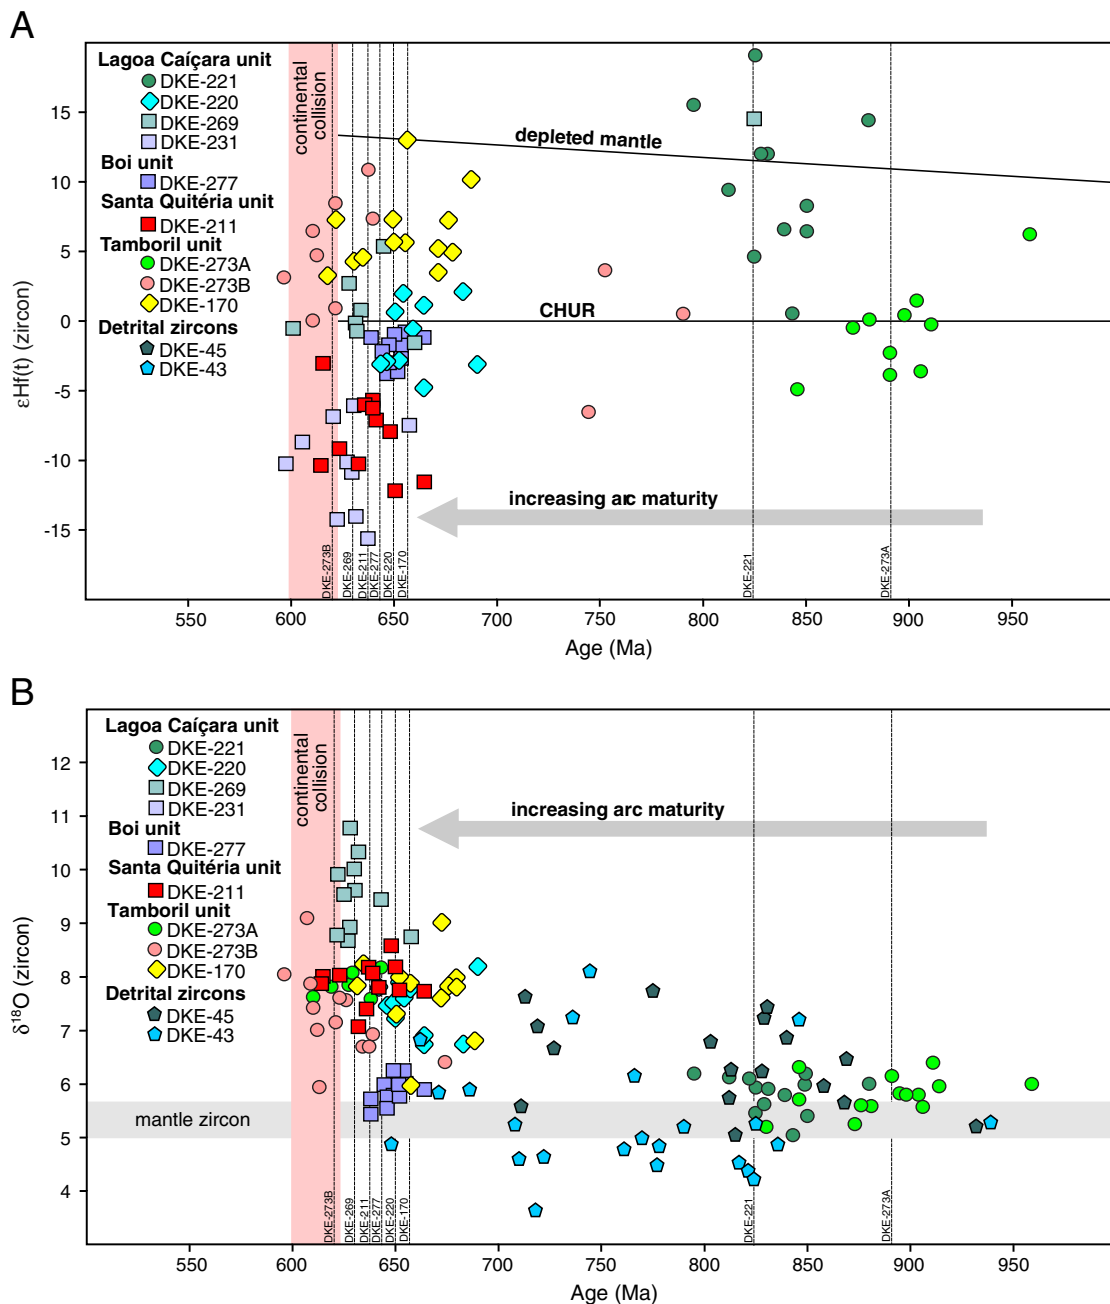 A
Lagoa Caíçara unit
DKE-221
DKE-220
DKE-269
DKE-231
Boi unit
DKE-277
Santa Quitéria unit
DKE-211
Tamboril unit
DKE-273A
DKE-273B
DKE-170
Detrital zircons
DKE-45
DKE-43
continental
collision
depleted mantle
CHUR
increasing arc maturity
15
10
5
0
-5
-10
-15
εHf(t) (zircon)
DKE-273B
DKE-269
DKE-211
DKE-277
DKE-220
DKE-170
DKE-221
DKE-273A
550
600
650
700
750
800
850
900
950
Age (Ma)
B
Lagoa Caíçara unit
DKE-221
DKE-220
DKE-269
DKE-231
Boi unit
DKE-277
Santa Quitéria unit
DKE-211
Tamboril unit
DKE-273A
DKE-273B
DKE-170
Detrital zircons
DKE-45
DKE-43
continental
collision
increasing arc maturity
mantle zircon
12
11
10
9
8
7
6
5
4
δ18O (zircon)
DKE-273B
DKE-269
DKE-211
DKE-277
DKE-220
DKE-170
DKE-221
DKE-273A
550
600
650
700
750
800
850
900
950
Age (Ma)